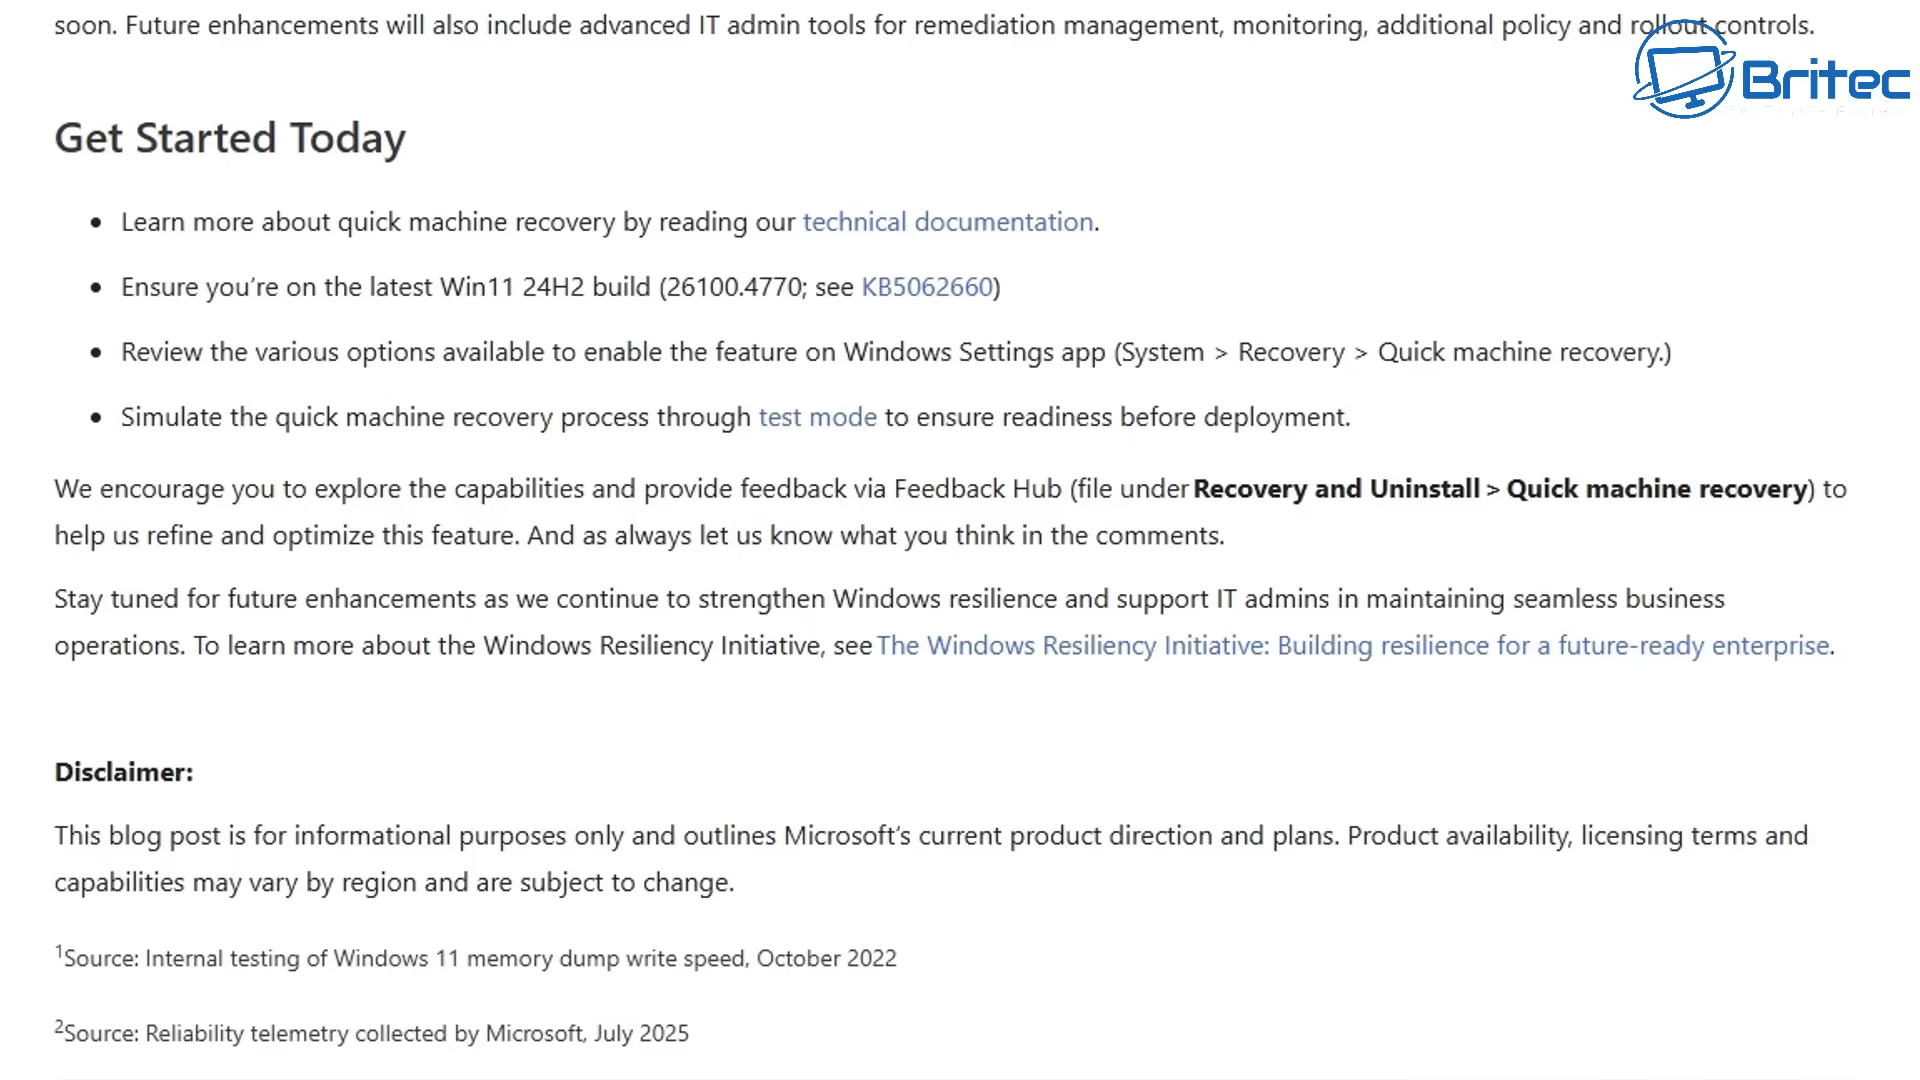 soon. Future enhancements will also include advanced IT admin tools for remediation management, monitoring, additional policy and rollout controls.
Britec
Get Started Today
• Learn more about quick machine recovery by reading our technical documentation.
• Ensure you’re on the latest Win11 24H2 build (26100.4770; see KB5062660)
• Review the various options available to enable the feature on Windows Settings app (System > Recovery > Quick machine recovery.)
• Simulate the quick machine recovery process through test mode to ensure readiness before deployment.
We encourage you to explore the capabilities and provide feedback via Feedback Hub (file under Recovery and Uninstall > Quick machine recovery) to
help us refine and optimize this feature. And as always let us know what you think in the comments.
Stay tuned for future enhancements as we continue to strengthen Windows resilience and support IT admins in maintaining seamless business
operations. To learn more about the Windows Resiliency Initiative, see The Windows Resiliency Initiative: Building resilience for a future-ready enterprise.
Disclaimer:
This blog post is for informational purposes only and outlines Microsoft’s current product direction and plans. Product availability, licensing terms and
capabilities may vary by region and are subject to change.
1Source: Internal testing of Windows 11 memory dump write speed, October 2022
2Source: Reliability telemetry collected by Microsoft, July 2025